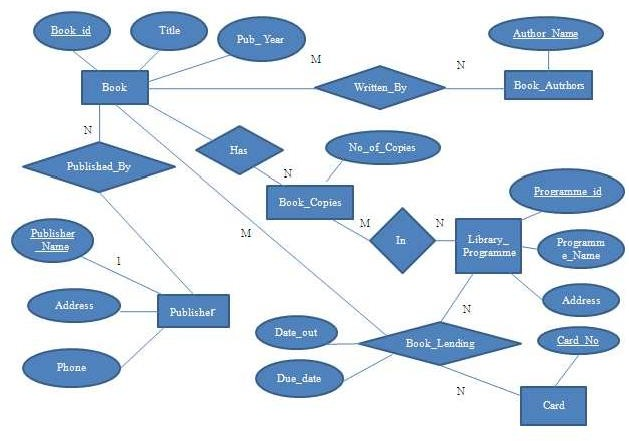 Book_id
Title
Pub_ Year
Author_Name
M
N
Book
Written_By
Book_Autrhors
N
Has
No_of_Copies
Published_By
N
Book_Copies
Programme_id
Publisher
_Name
M
M
In
N
Library_
Programme
Programm
e_Name
1
Address
Publisher
N
Address
Date_out
Book_Lending
Card_No
Phone
Due_date
N
Card